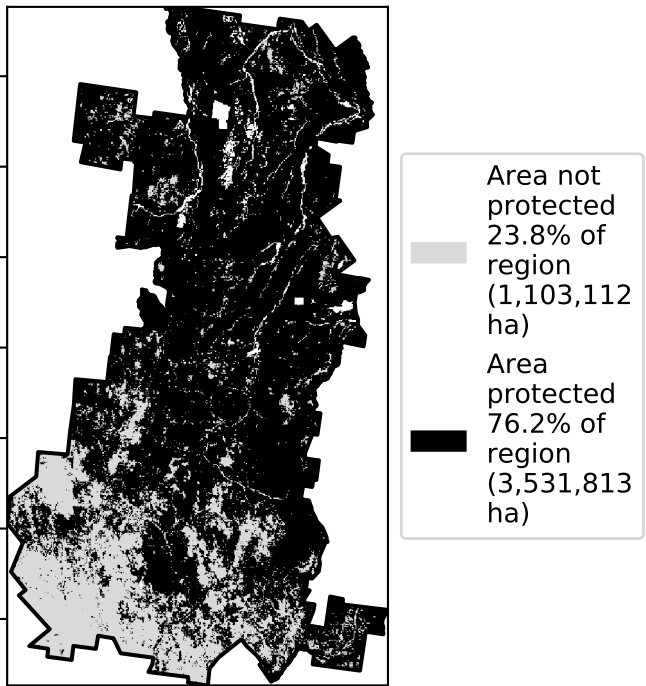 Area not
protected
23.8% of
region
(1,103,112
ha)
Area
protected
76.2% of
region
(3,531,813
ha)